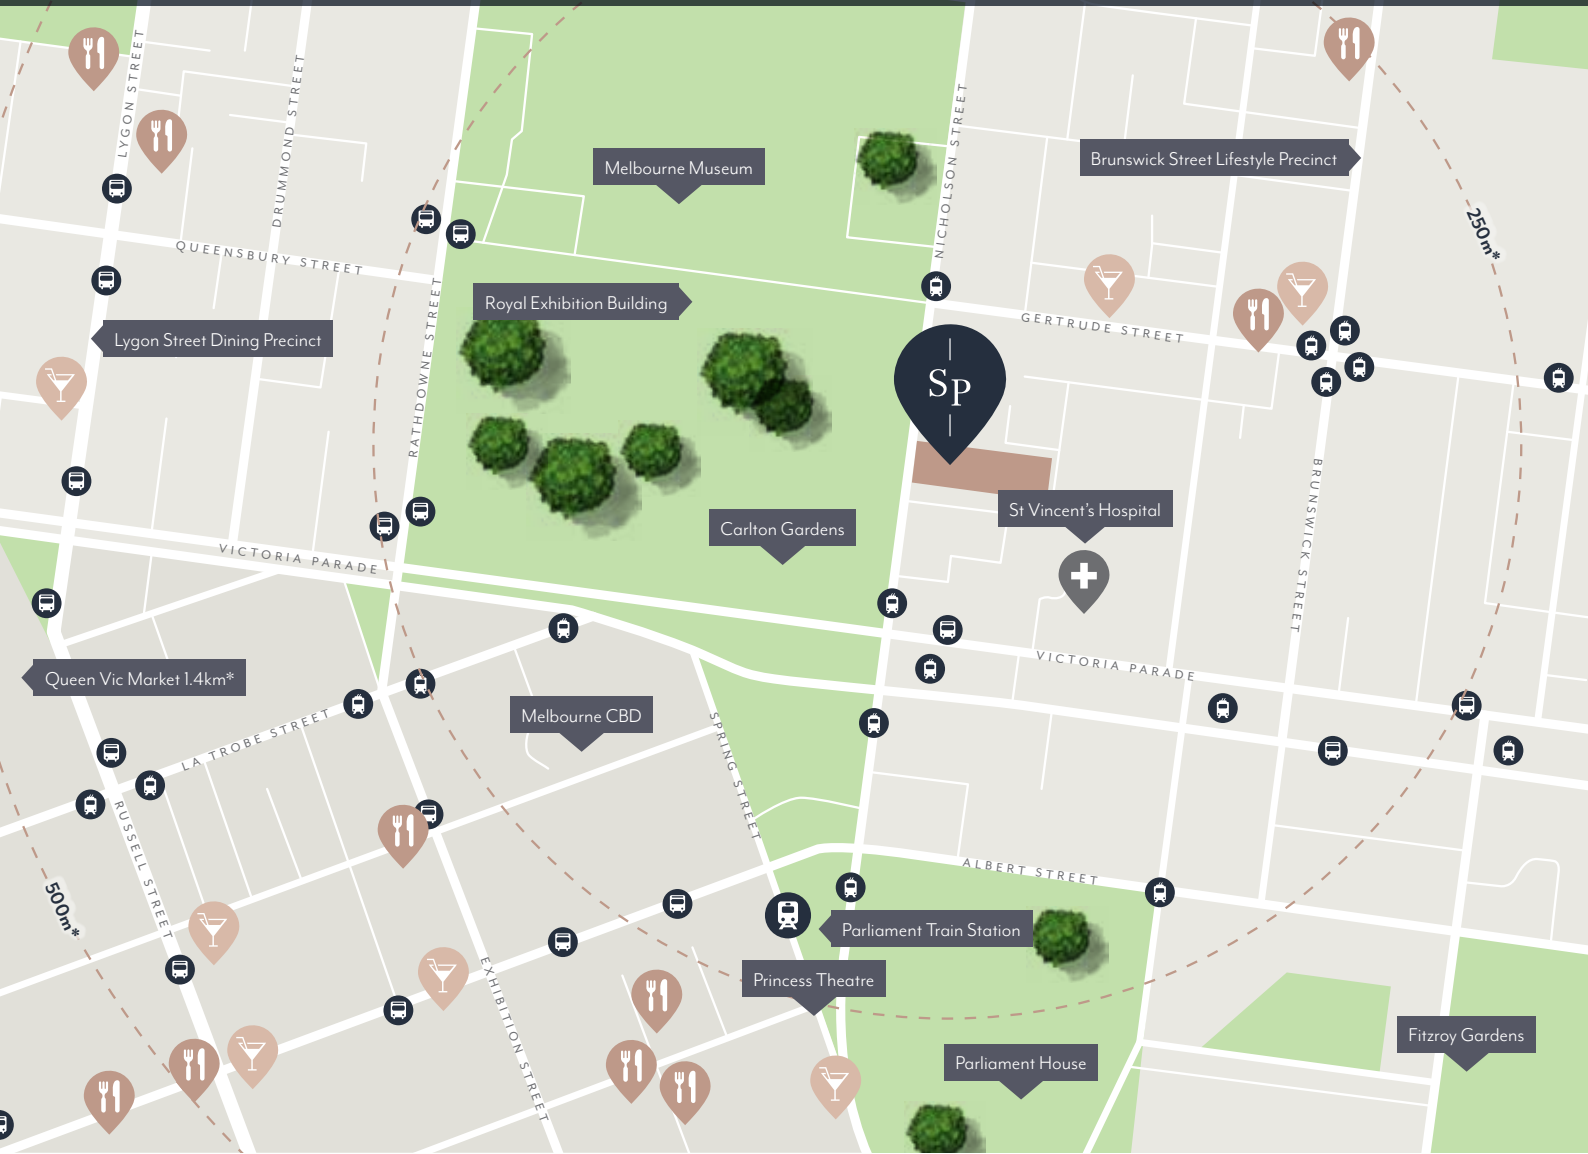 LYGON STREET
DRUMMOND STREET
NICHOLSON STREET
Melbourne Museum
Brunswick Street Lifestyle Precinct
250m*
QUEENSBURY STREET
RATHDOWNE STREET
Royal Exhibition Building
GERTRUDE STREET
Lygon Street Dining Precinct
SP
BRUNSWICK STREET
St Vincent's Hospital
Carlton Gardens
VICTORIA PARADE
VICTORIA PARADE
Queen Vic Market 1.4km*
Melbourne CBD
LA TROBE STREET
SPRING STREET
RUSSELL STREET
ALBERT STREET
500m*
Parliament Train Station
EXHIBITION STREET
Princess Theatre
Fitzroy Gardens
Parliament House